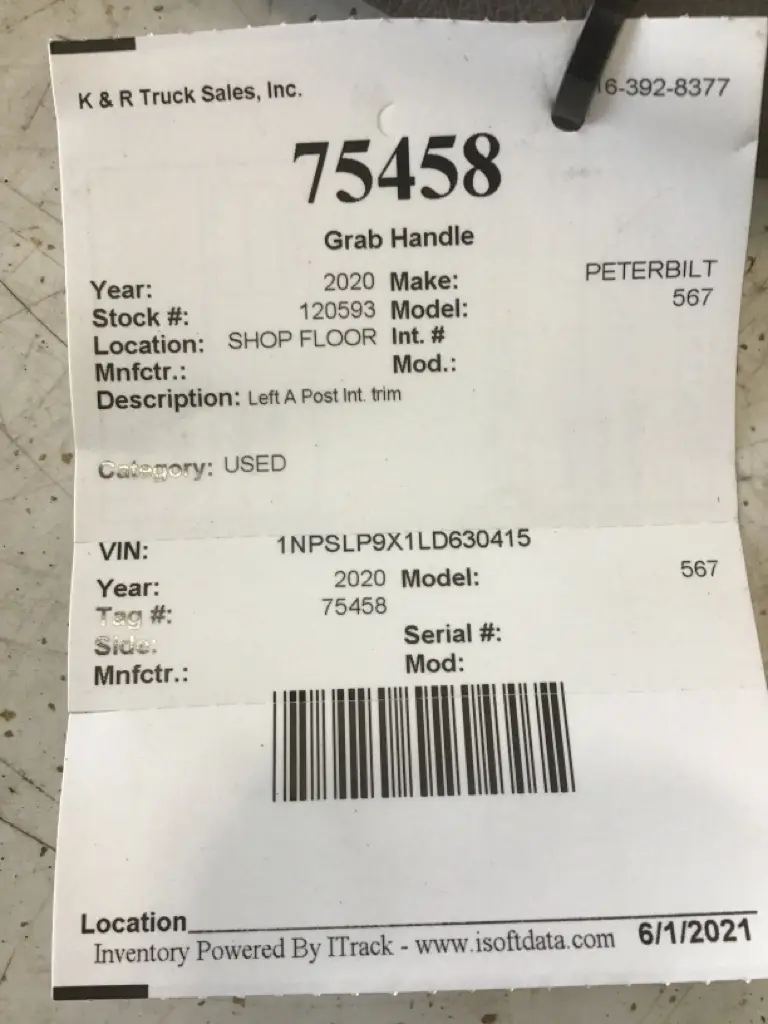 K & R Truck Sales, Inc. 6-392-8377
75458
Grab Handle
Year: 2020 Make: PETERBILT
Stock #: 120593 Model: 567
Location: SHOP FLOOR Int. #
Mnfctr.: Mod.:
Description: Left A Post Int. trim
Category: USED
VIN: 1NPSLP9X1LD630415
Year: 2020 Model: 567
Tag #: 75458
Side: Serial #:
Mnfctr.: Mod:
Location
Inventory Powered By ITrack - www.isoftdata.com 6/1/2021